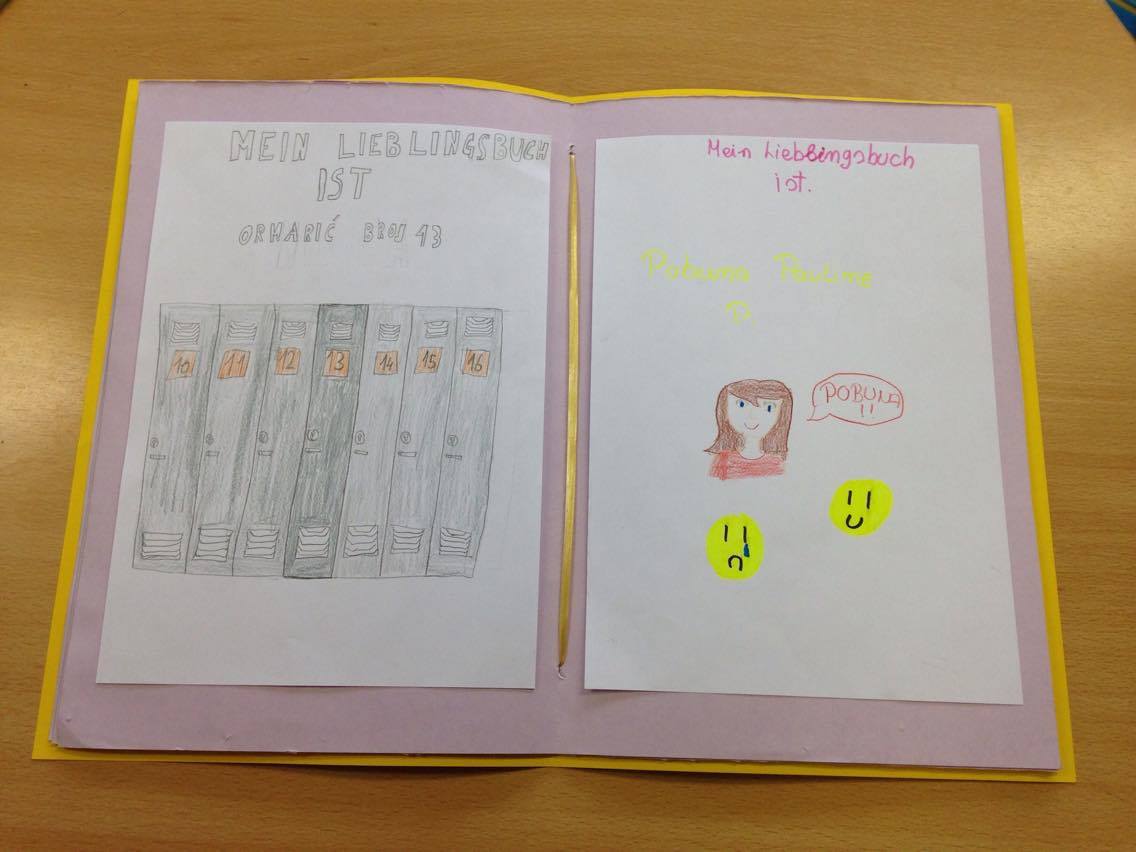 MEIN LIEBLINGSBUCH
IST
ORMARIĆ BROJ 13
10 11 12 13 14 15 16
Mein Lieblingsbuch
ist.
Pobuna Pauline
P.
POBUNA
!!